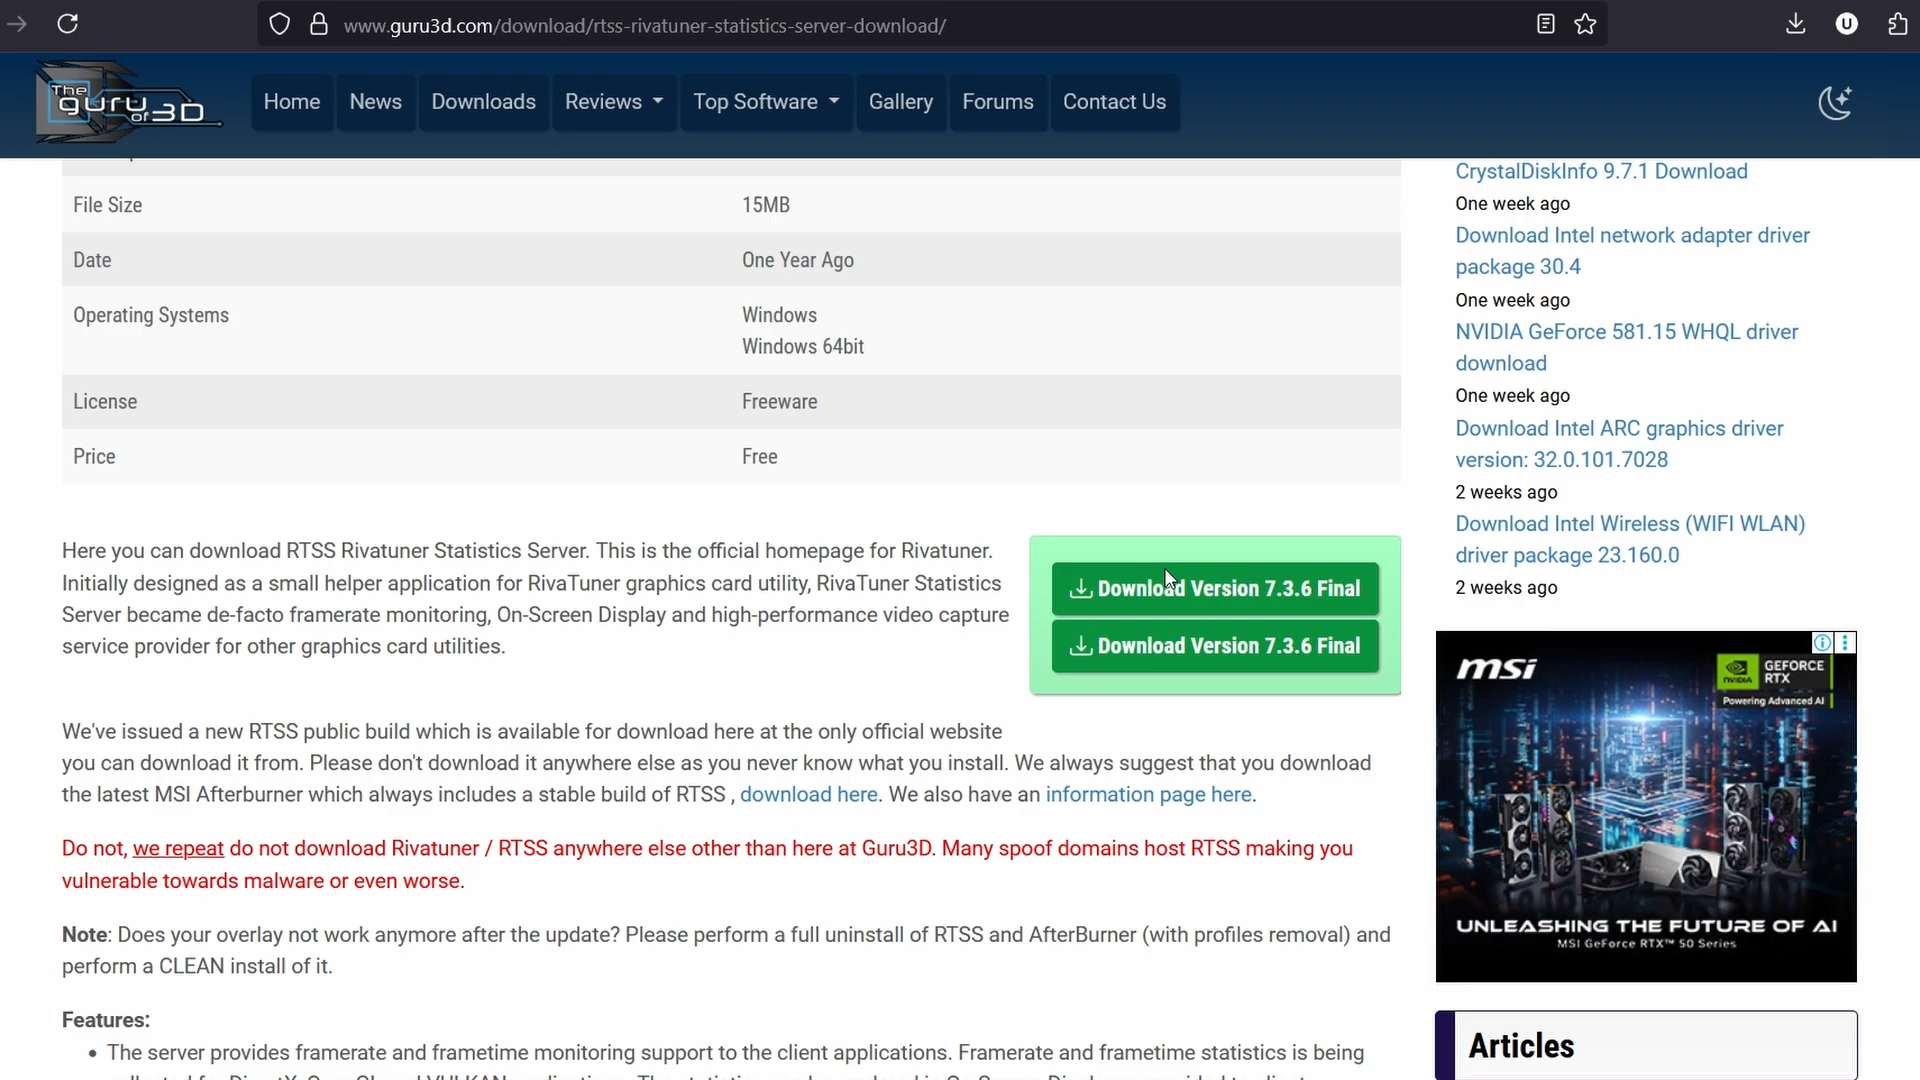 www.guru3d.com/download/rtss-rivatuner-statistics-server-download/
U
The
guru
of 3D
Home
News
Downloads
Reviews
Top Software
Gallery
Forums
Contact Us
File Size
15MB
Date
One Year Ago
Operating Systems
Windows
Windows 64bit
License
Freeware
Price
Free
Here you can download RTSS Rivatuner Statistics Server. This is the official homepage for Rivatuner.
Initially designed as a small helper application for RivaTuner graphics card utility, RivaTuner Statistics
Server became de-facto framerate monitoring, On-Screen Display and high-performance video capture
service provider for other graphics card utilities.
Download Version 7.3.6 Final
Download Version 7.3.6 Final
We've issued a new RTSS public build which is available for download here at the only official website
you can download it from. Please don't download it anywhere else as you never know what you install. We always suggest that you download
the latest MSI Afterburner which always includes a stable build of RTSS , download here. We also have an information page here.
Do not, we repeat do not download Rivatuner / RTSS anywhere else other than here at Guru3D. Many spoof domains host RTSS making you
vulnerable towards malware or even worse.
Note: Does your overlay not work anymore after the update? Please perform a full uninstall of RTSS and AfterBurner (with profiles removal) and
perform a CLEAN install of it.
Features:
• The server provides framerate and frametime monitoring support to the client applications. Framerate and frametime statistics is being
CrystalDiskInfo 9.7.1 Download
One week ago
Download Intel network adapter driver
package 30.4
One week ago
NVIDIA GeForce 581.15 WHQL driver
download
One week ago
Download Intel ARC graphics driver
version: 32.0.101.7028
2 weeks ago
Download Intel Wireless (WIFI WLAN)
driver package 23.160.0
2 weeks ago
msi
NVIDIA
GEFORCE
RTX
Powering Advanced AI
UNLEASHING THE FUTURE OF AI
MSI GeForce RTX™ 50 Series
Articles